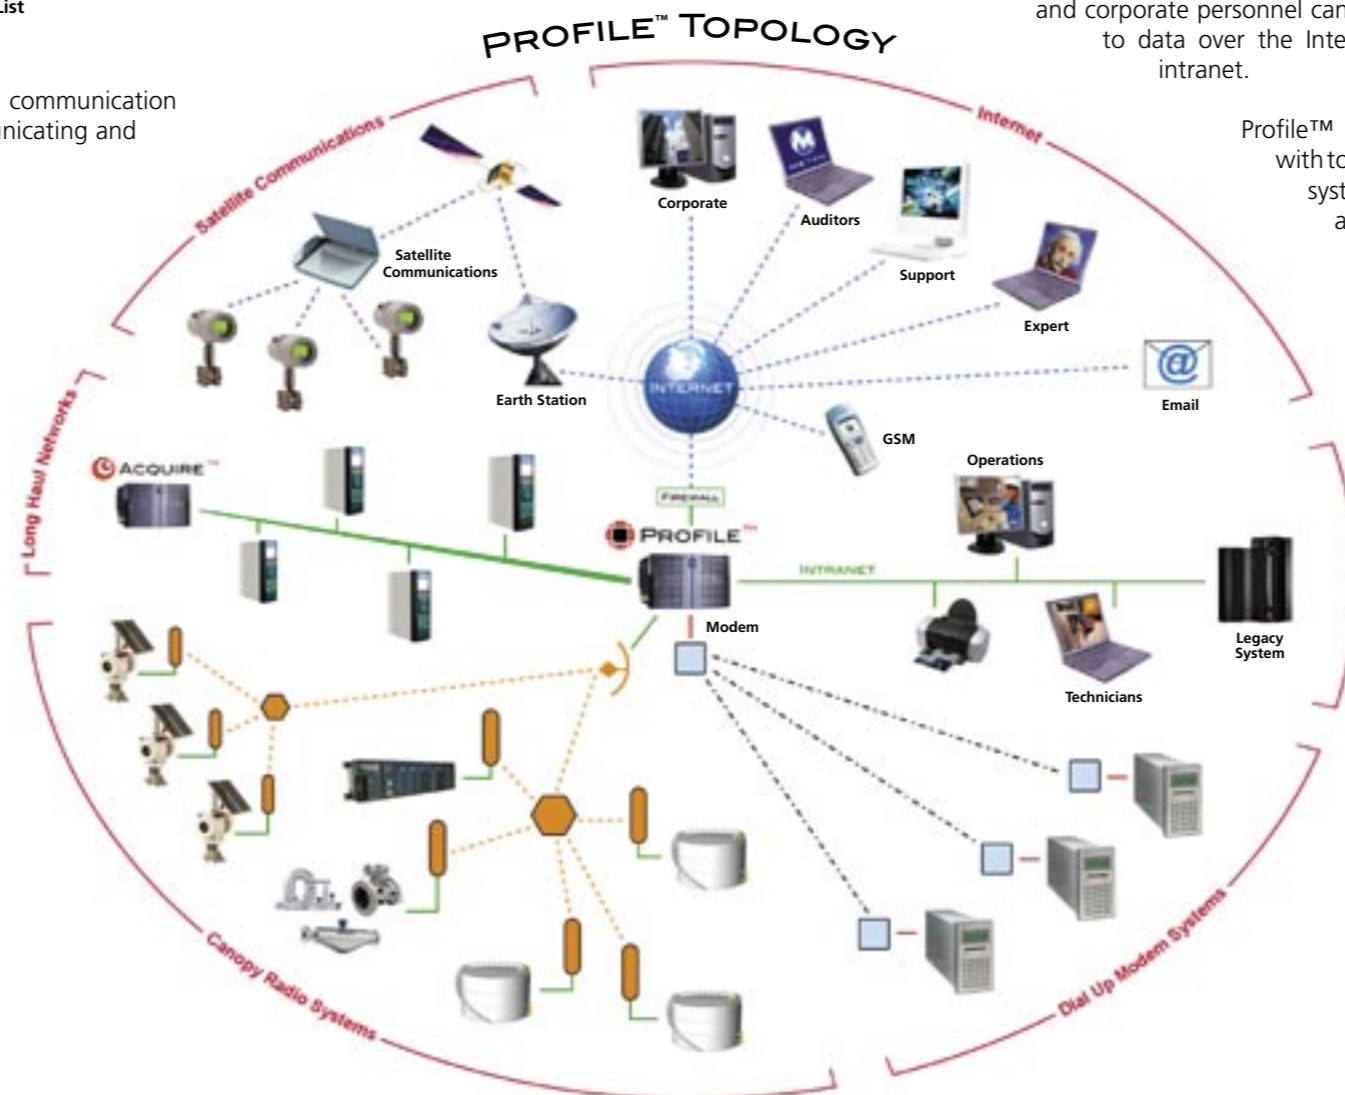 List
communication
unicating and
and corporate personnel can
to data over the Inte
intranet.
Profile™
with to
syst
a
PROFILE™ TOPOLOGY
Satellite Communications
Internet
Corporate
Auditors
Support
Expert
Email
GSM
Satellite
Communications
Earth Station
INTERNET
FIREWALL
Long Haul Networks
ACQUIRE™
PROFILE™
Operations
INTRANET
Modem
Technicians
Legacy
System
Canopy Radio Systems
Dial Up Modem Systems